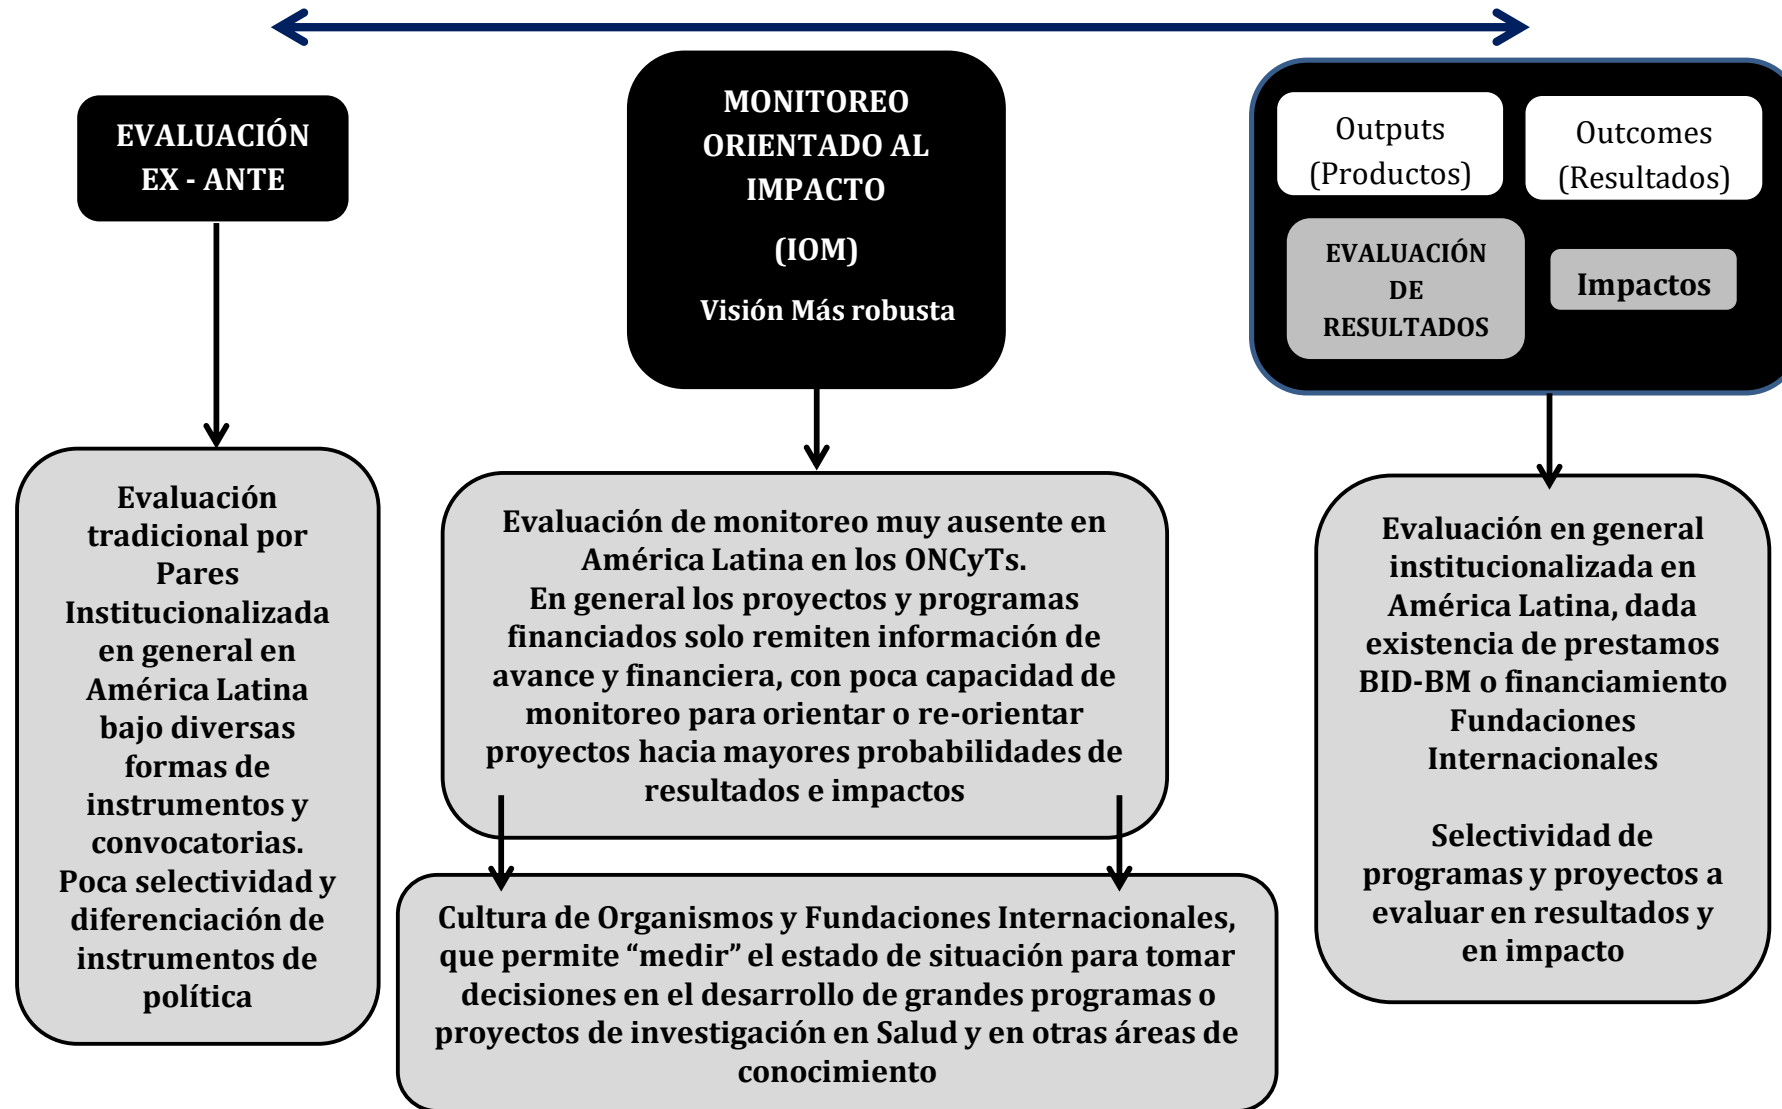 EVALUACIÓN
EX - ANTE
MONITOREO
ORIENTADO AL
IMPACTO
(IOM)
Visión Más robusta
Outputs
(Productos)
Outcomes
(Resultados)
EVALUACIÓN
DE
RESULTADOS
Impactos
Evaluación
tradicional por
Pares
Institucionalizada
en general en
América Latina
bajo diversas
formas de
instrumentos y
convocatorias.
Poca selectividad y
diferenciación de
instrumentos de
política
Evaluación de monitoreo muy ausente en
América Latina en los ONCyTs.
En general los proyectos y programas
financiados solo remiten información de
avance y financiera, con poca capacidad de
monitoreo para orientar o re-orientar
proyectos hacia mayores probabilidades de
resultados e impactos
Cultura de Organismos y Fundaciones Internacionales,
que permite “medir” el estado de situación para tomar
decisiones en el desarrollo de grandes programas o
proyectos de investigación en Salud y en otras áreas de
conocimiento
Evaluación en general
institucionalizada en
América Latina, dada
existencia de prestamos
BID-BM o financiamiento
Fundaciones
Internacionales
Selectividad de
programas y proyectos a
evaluar en resultados y
en impacto